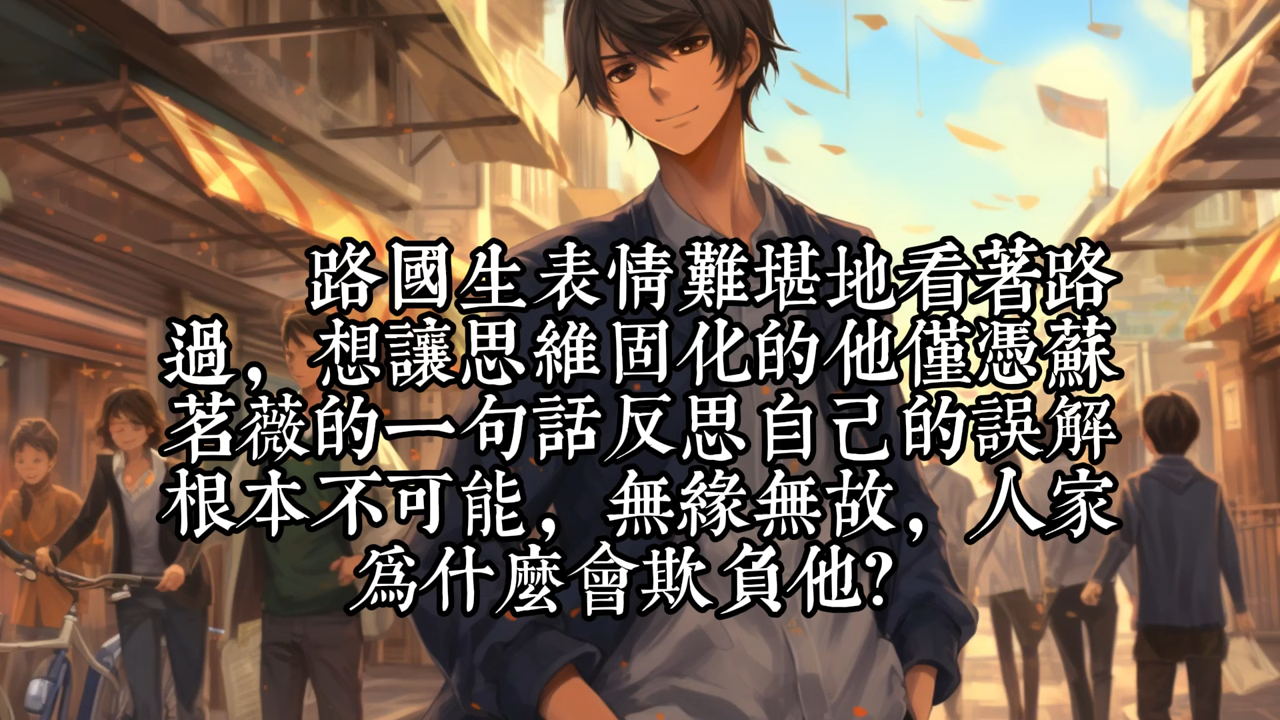 路國生表情難堪地看著路
過，想讓思維固化的他僅憑蘇
茗薇的一句話反思自己的誤解
根本不可能，無緣無故，人家
爲什麼會欺負他?